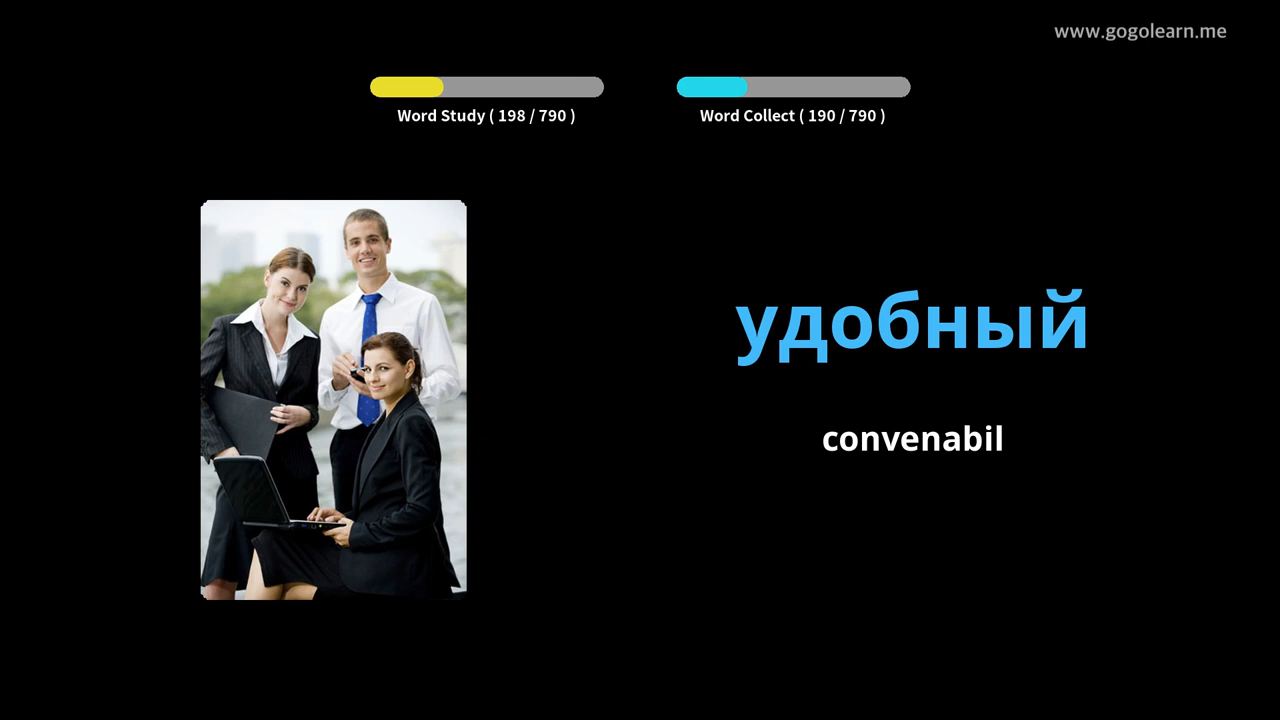 www.gogolearn.me
Word Study ( 198 / 790 )
Word Collect ( 190 / 790 )
удобный
convenabil